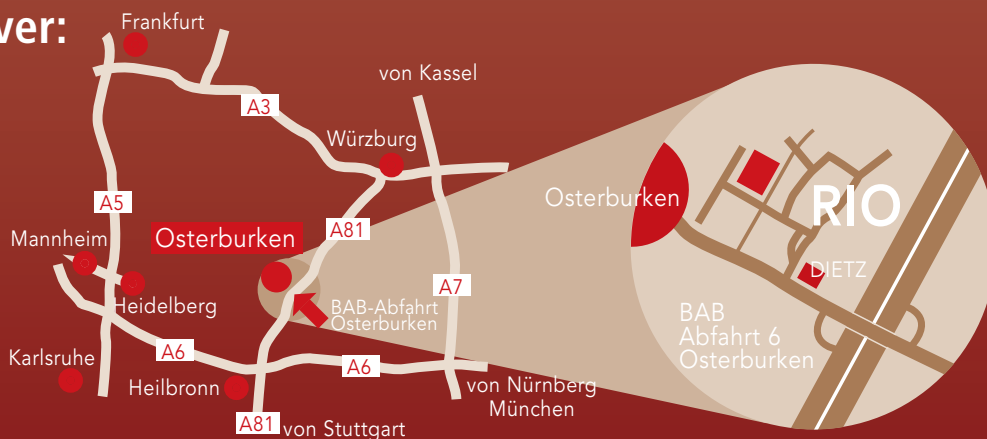 ver:
Frankfurt
von Kassel
A3
Würzburg
A5
A81
Mannheim
Osterburken
A7
Heidelberg
BAB-Abfahrt
Osterburken
Karlsruhe
A6
A6
Heilbronn
von Nürnberg
München
A81 von Stuttgart
Osterburken
RIO
DIETZ
BAB
Abfahrt 6
Osterburken